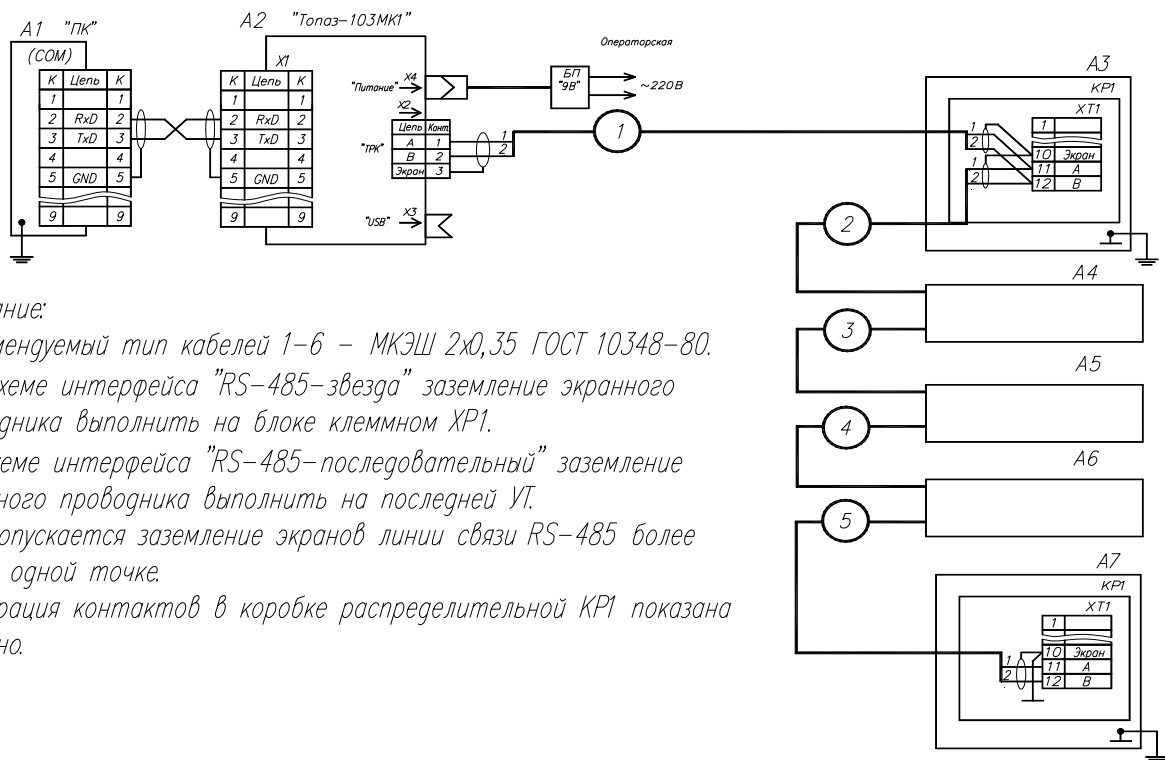 A1 "ПК"
(COM)
К Цепь К
1 1
2 RxD 2
3 TxD 3
4 4
5 GND 5
9 9
A2 "Топаз-103МК1"
X1
К Цепь К
1 1
2 RxD 2
3 TxD 3
4 4
5 GND 5
9 9
"Питание" X4
X2
Цепь Конт.
"ТРК"
A 1
B 2
Экран 3
"USB" X3
Операторская
БП
"9В"
~220В
1
2
1
A3
КР1
XT1
1
10 Экран
11 A
12 B
1
2
1
2
2
A4
3
A5
4
A6
5
A7
КР1
XT1
1
10 Экран
11 A
12 B
1
2
ание:
мендуемый тип кабелей 1-6 - МКЭШ 2х0,35 ГОСТ 10348-80.
хеме интерфейса "RS-485-звезда" заземление экранного
дника выполнить на блоке клеммном ХР1.
еме интерфейса "RS-485-последовательный" заземление
ного проводника выполнить на последней УТ.
опускается заземление экранов линии связи RS-485 более
одной точке.
рация контактов в коробке распределительной КР1 показана
но.